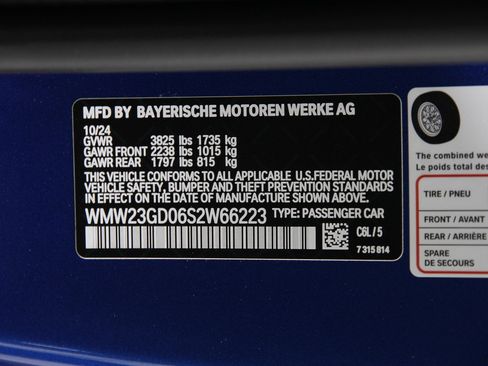 MFD BY BAYERISCHE MOTOREN WERKE AG
10/24
GVWR 3825 lbs 1735 kg
GAWR FRONT 2238 lbs 1015 kg
GAWR REAR 1797 lbs 815 kg
THIS VEHICLE CONFORMS TO ALL APPLICABLE U.S.FEDERAL MOTOR
VEHICLE SAFETY, BUMPER AND THEFT PREVENTION STANDARDS
IN EFFECT ON THE DATE OF MANUFACTURE SHOWN ABOVE.
WMW23GD06S2W66223 TYPE: PASSENGER CAR
C6L / 5
7 315 814
The combined we
Le poids total des
TIRE / PNEU
FRONT / AVANT
REAR / ARRIÈRE
SPARE
DE SECOURS